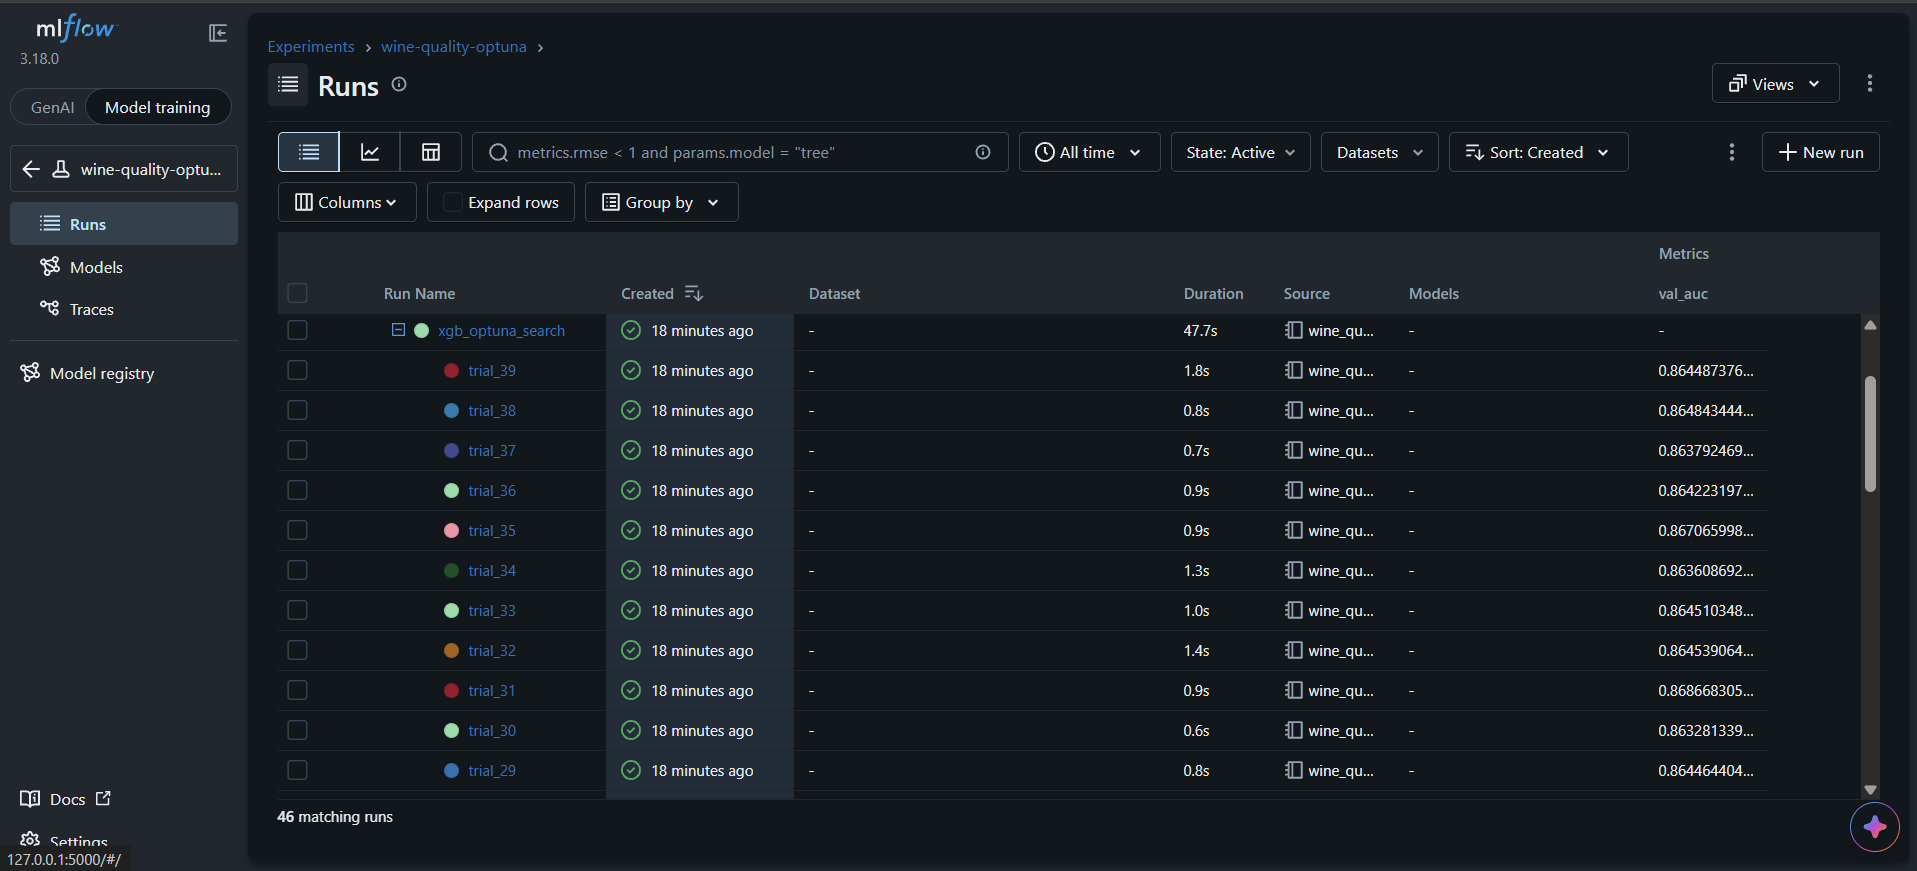 mlflow
3.18.0
GenAI Model training
wine-quality-optu...
Runs
Models
Traces
Model registry
Docs
Settings
127.0.0.1:5000/#/
Experiments > wine-quality-optuna >
Runs
Views
metrics.rmse < 1 and params.model = "tree"
All time
State: Active
Datasets
Sort: Created
New run
Columns
Expand rows
Group by
Metrics
Run Name Created Dataset Duration Source Models val_auc
xgb_optuna_search 18 minutes ago - 47.7s wine_qu... - -
trial_39 18 minutes ago - 1.8s wine_qu... - 0.864487376...
trial_38 18 minutes ago - 0.8s wine_qu... - 0.864843444...
trial_37 18 minutes ago - 0.7s wine_qu... - 0.863792469...
trial_36 18 minutes ago - 0.9s wine_qu... - 0.864223197...
trial_35 18 minutes ago - 0.9s wine_qu... - 0.867065998...
trial_34 18 minutes ago - 1.3s wine_qu... - 0.863608692...
trial_33 18 minutes ago - 1.0s wine_qu... - 0.864510348...
trial_32 18 minutes ago - 1.4s wine_qu... - 0.864539064...
trial_31 18 minutes ago - 0.9s wine_qu... - 0.868668305...
trial_30 18 minutes ago - 0.6s wine_qu... - 0.863281339...
trial_29 18 minutes ago - 0.8s wine_qu... - 0.864464404...
46 matching runs